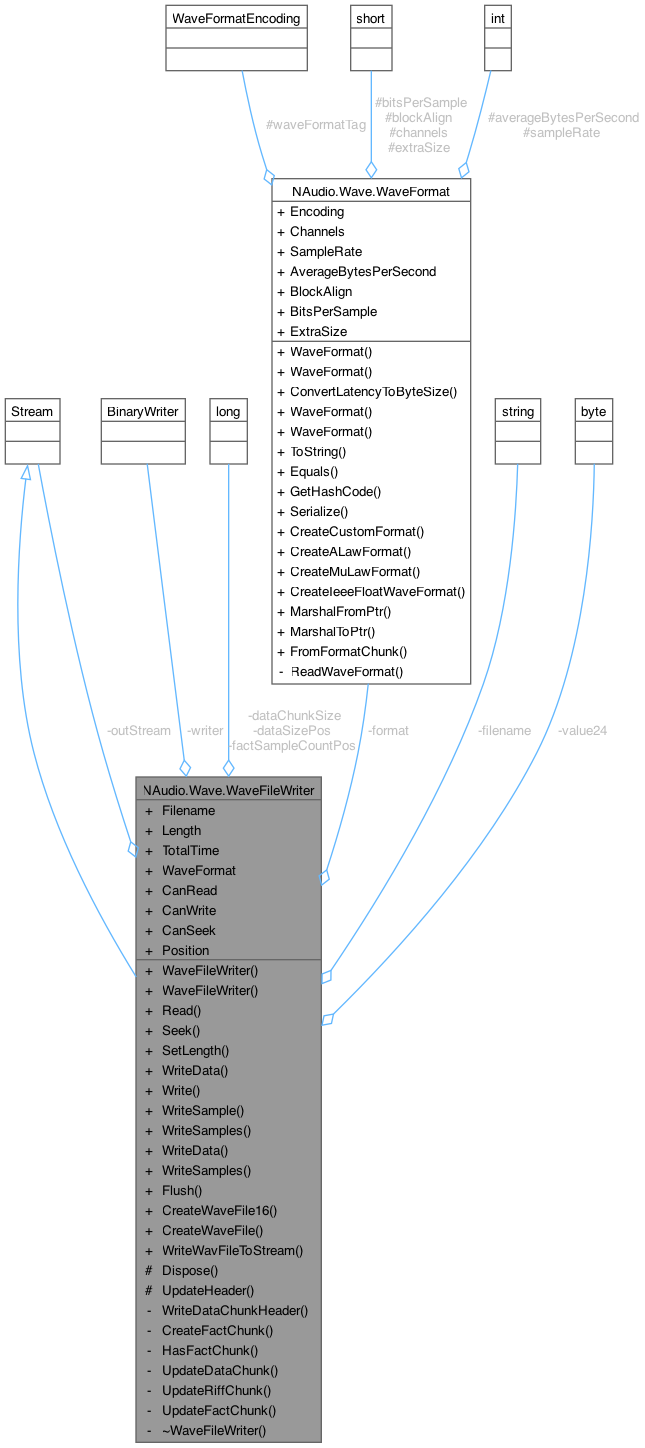 WaveFormatEncoding
short
int
#waveFormatTag
#bitsPerSample
#blockAlign
#channels
#extraSize
#averageBytesPerSecond
#sampleRate
NAudio.Wave.WaveFormat
+ Encoding
+ Channels
+ SampleRate
+ AverageBytesPerSecond
+ BlockAlign
+ BitsPerSample
+ ExtraSize
+ WaveFormat()
+ WaveFormat()
+ ConvertLatencyToByteSize()
+ WaveFormat()
+ WaveFormat()
+ ToString()
+ Equals()
+ GetHashCode()
+ Serialize()
+ CreateCustomFormat()
+ CreateALawFormat()
+ CreateMuLawFormat()
+ CreateIeeeFloatWaveFormat()
+ MarshalFromPtr()
+ MarshalToPtr()
+ FromFormatChunk()
- ReadWaveFormat()
Stream
BinaryWriter
long
string
byte
-outStream
-writer
-dataChunkSize
-dataSizePos
-factSampleCountPos
-format
-filename
-value24
NAudio.Wave.WaveFileWriter
+ Filename
+ Length
+ TotalTime
+ WaveFormat
+ CanRead
+ CanWrite
+ CanSeek
+ Position
+ WaveFileWriter()
+ WaveFileWriter()
+ Read()
+ Seek()
+ SetLength()
+ WriteData()
+ Write()
+ WriteSample()
+ WriteSamples()
+ WriteData()
+ WriteSamples()
+ Flush()
+ CreateWaveFile16()
+ CreateWaveFile()
+ WriteWavFileToStream()
# Dispose()
# UpdateHeader()
- WriteDataChunkHeader()
- CreateFactChunk()
- HasFactChunk()
- UpdateDataChunk()
- UpdateRiffChunk()
- UpdateFactChunk()
- ~WaveFileWriter()